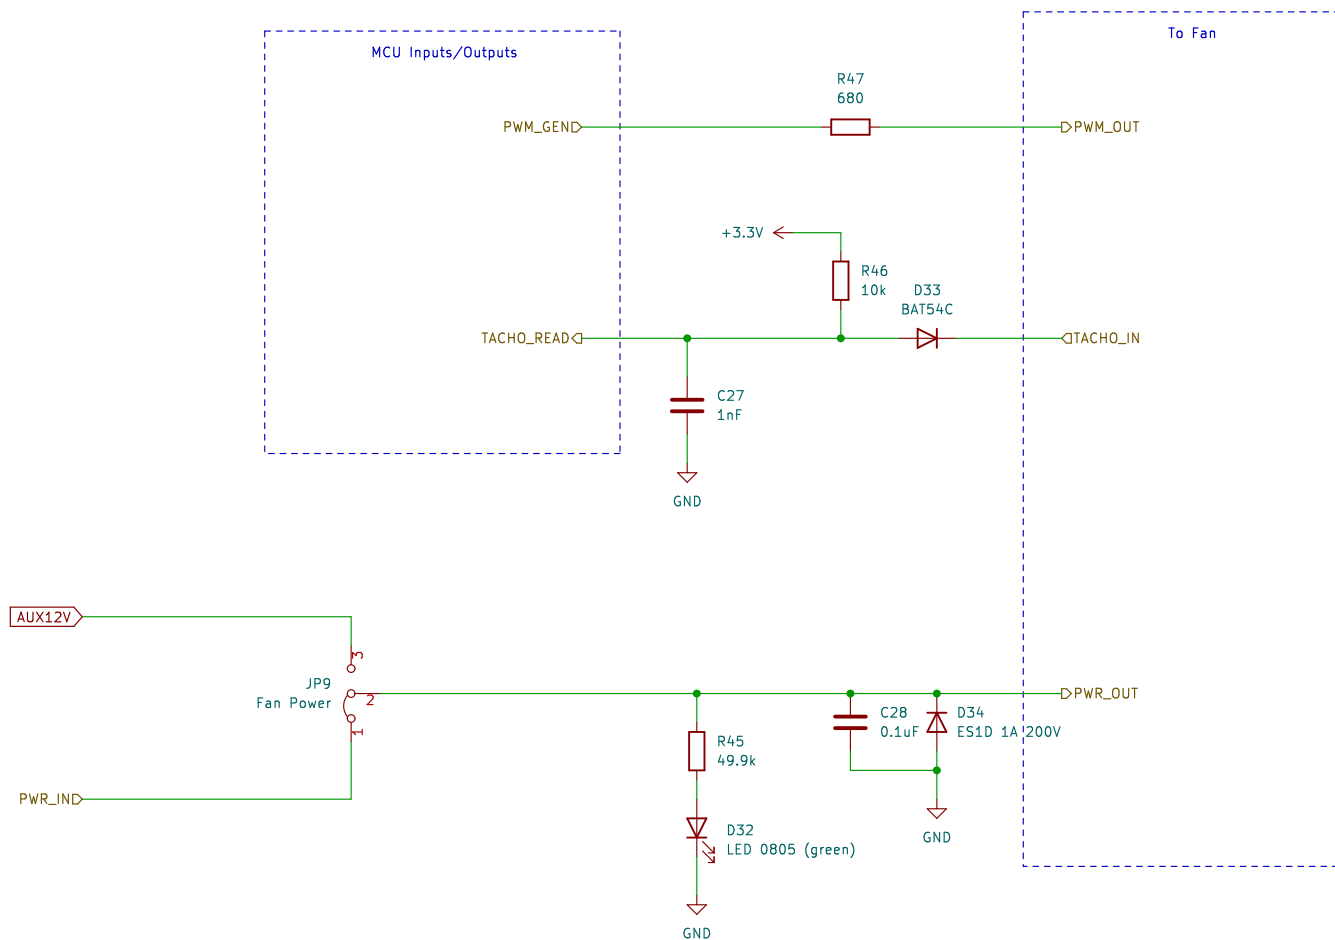 To Fan
MCU Inputs/Outputs
R47
680
PWM_GEN
PWM_OUT
+3.3V
R46
10k
D33
BAT54C
TACHO_READ
TACHO_IN
C27
1nF
GND
AUX12V
3
JP9
Fan Power
2
1
PWR_OUT
C28
0.1uF
D34
ES1D 1A 200V
R45
49.9k
PWR_IN
D32
LED 0805 (green)
GND
GND